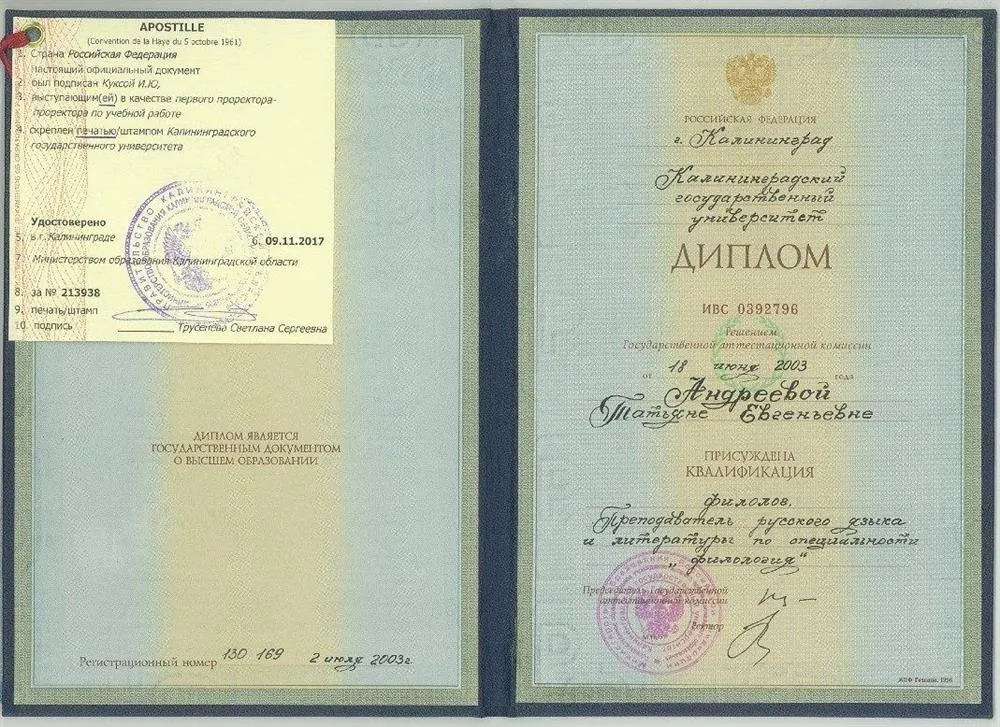 APOSTILLE
(Convention de la Haye du 5 octobre 1961)
1. Страна Российская Федерация
настоящий официальный документ
2. был подписан Куксой И.Ю,
3. выступающим(ей) в качестве первого проректора-
проректора по учебной работе
4. скреплен печатью/штампом Калининградского
государственного университета
Удостоверено
5. в г. Калининграде
6. 09.11.2017
7. Министерством образования Калининградской области
8. за № 213938
9. печать/штамп
10. подпись
Трусенёва Светлана Сергеевна
ДИПЛОМ ЯВЛЯЕТСЯ
ГОСУДАРСТВЕННЫМ ДОКУМЕНТОМ
О ВЫСШЕМ ОБРАЗОВАНИИ
Регистрационный номер 130 169 2 июля 2003г.
РОССИЙСКАЯ ФЕДЕРАЦИЯ
г. Калининград
Калининградский
государственный
университет
ДИПЛОМ
ИВС 0392796
Решением
Государственной аттестационной комиссии
от 18 июня 2003 года
Андреевой
Татьяне Евгеньевне
ПРИСУЖДЕНА
КВАЛИФИКАЦИЯ
филолог.
Преподаватель русского языка
и литературы по специальности
„филология"
Председатель Государственной
аттестационной комиссии
Ректор
М.П.